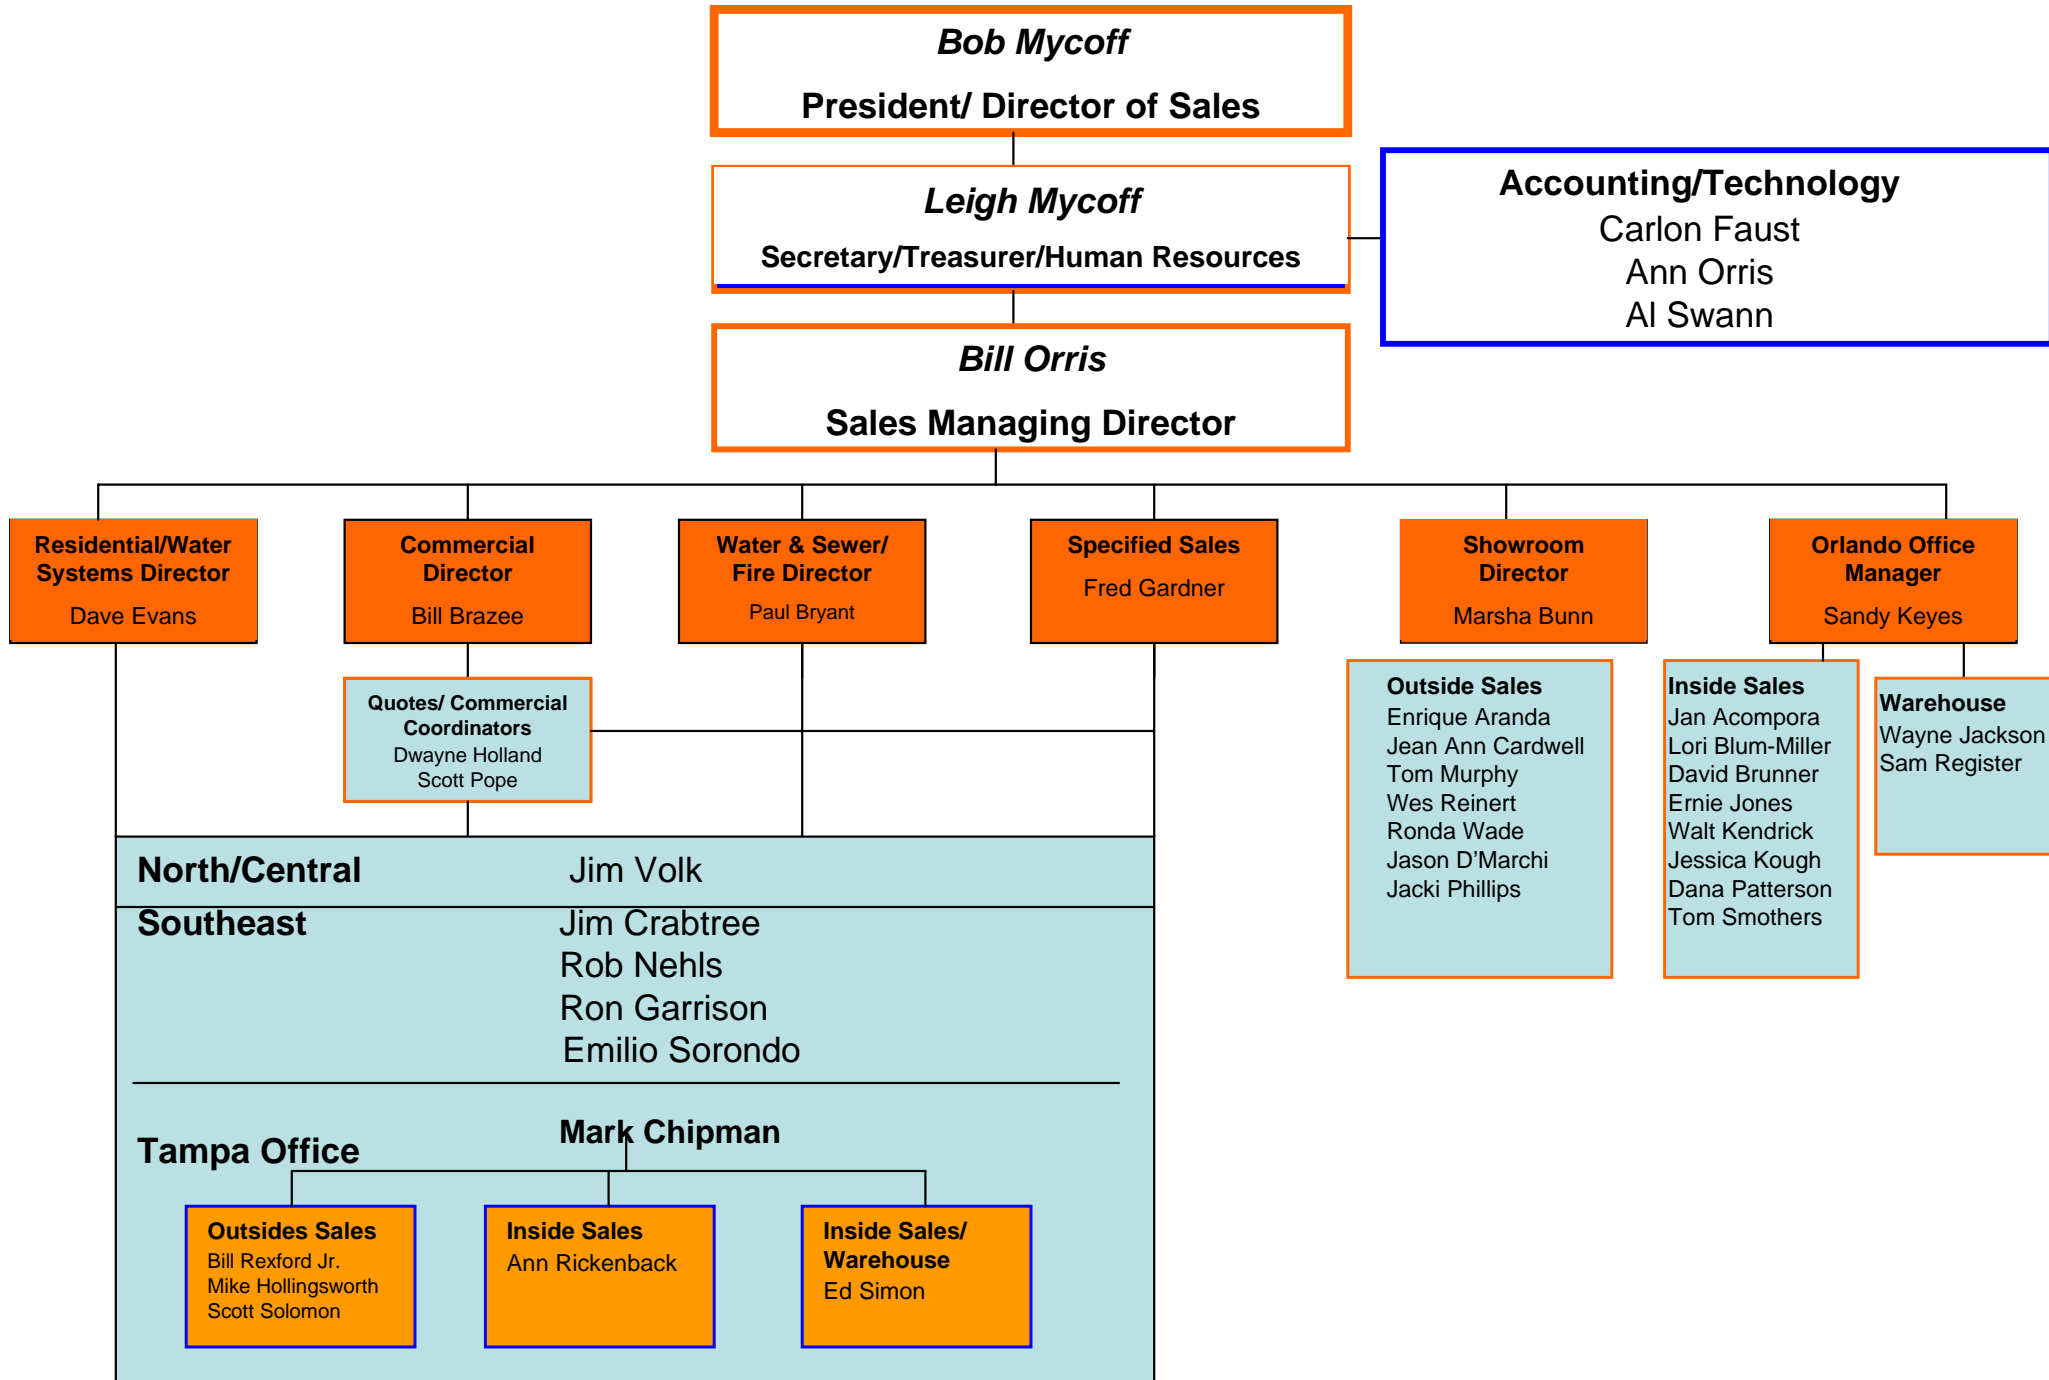 Bob Mycoff
President/ Director of Sales
Leigh Mycoff
Secretary/Treasurer/Human Resources
Accounting/Technology
Carlon Faust
Ann Orris
Al Swann
Bill Orris
Sales Managing Director
Residential/Water
Systems Director
Dave Evans
Commercial
Director
Bill Brazee
Water & Sewer/
Fire Director
Paul Bryant
Specified Sales
Fred Gardner
Showroom
Director
Marsha Bunn
Orlando Office
Manager
Sandy Keyes
Quotes/ Commercial
Coordinators
Dwayne Holland
Scott Pope
Outside Sales
Enrique Aranda
Jean Ann Cardwell
Tom Murphy
Wes Reinert
Ronda Wade
Jason D’Marchi
Jacki Phillips
Inside Sales
Jan Acompora
Lori Blum-Miller
David Brunner
Ernie Jones
Walt Kendrick
Jessica Kough
Dana Patterson
Tom Smothers
Warehouse
Wayne Jackson
Sam Register
North/Central Jim Volk
Southeast Jim Crabtree
Rob Nehls
Ron Garrison
Emilio Sorondo
Mark Chipman
Tampa Office
Outsides Sales
Bill Rexford Jr.
Mike Hollingsworth
Scott Solomon
Inside Sales
Ann Rickenback
Inside Sales/
Warehouse
Ed Simon